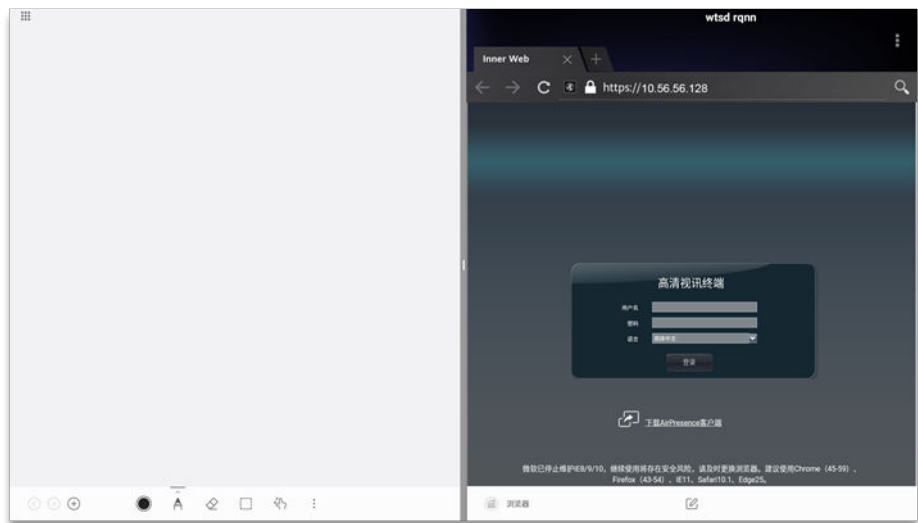 wtsd rqnn
Inner Web
https://10.56.56.128
高清视讯终端
用户名
密码
语言
简体中文
登录
下载AirPresence客户端
微软已停止维护IE8/9/10，继续使用将存在安全风险，请及时更换浏览器。建议使用Chrome（45-59）、
Firefox（43-54）、IE11、Safari10.1、Edge25。
浏览器